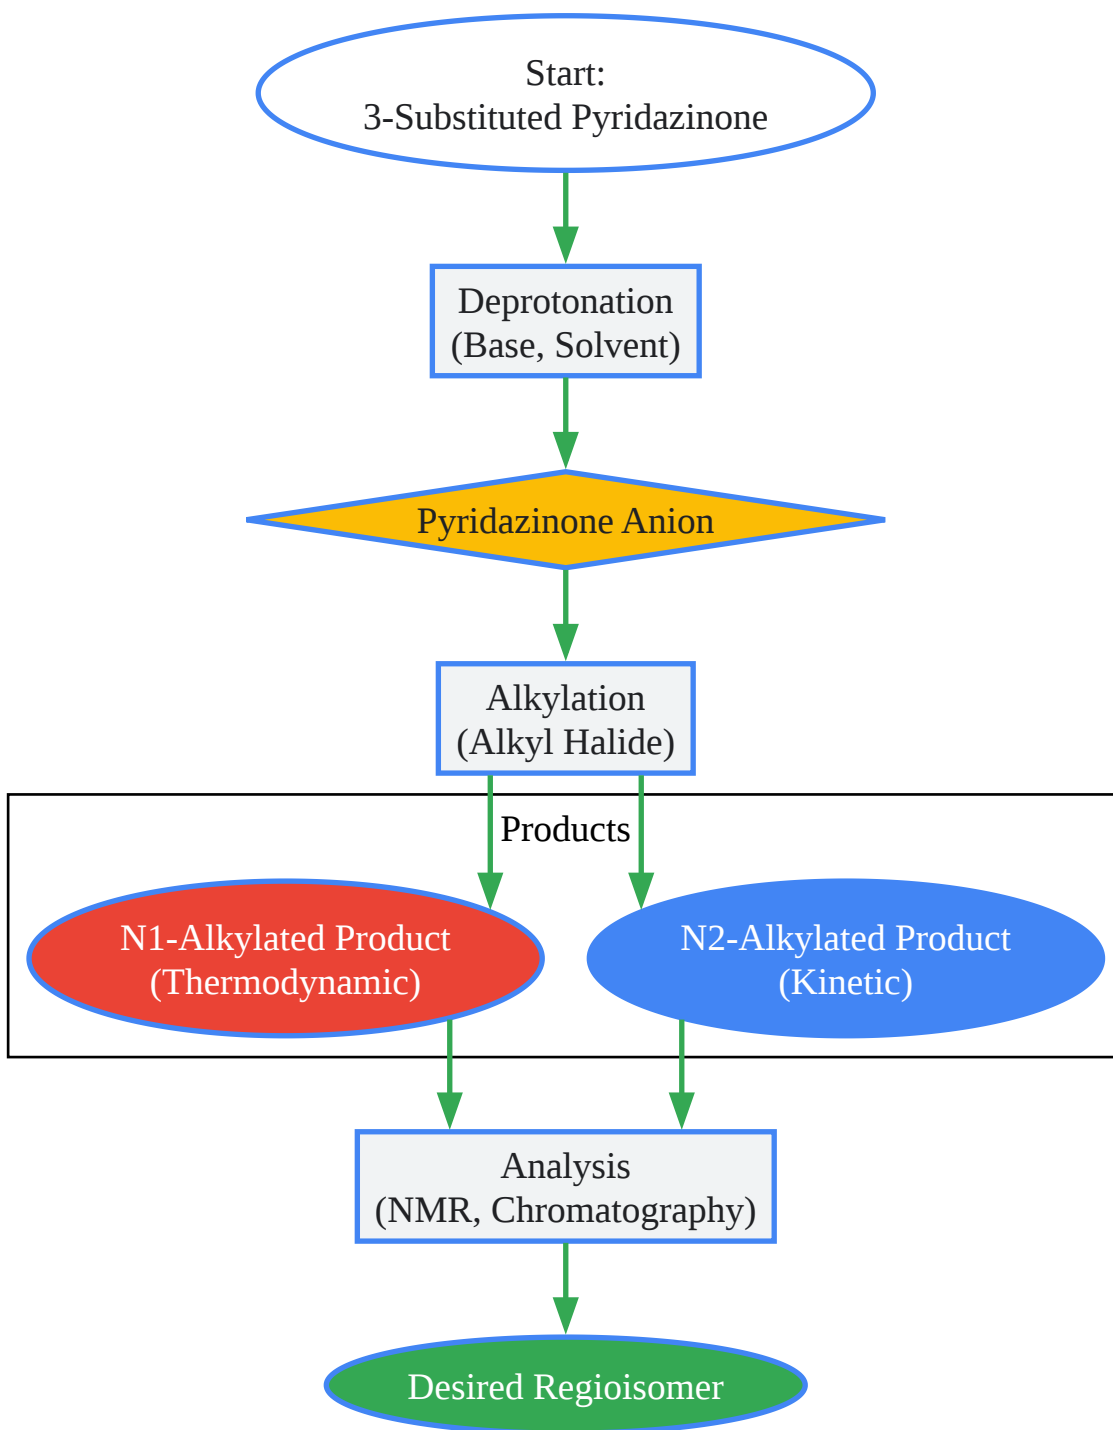 Start:
3-Substituted Pyridazinone
Deprotonation
(Base, Solvent)
Pyridazinone Anion
Alkylation
(Alkyl Halide)
Products
N1-Alkylated Product
(Thermodynamic)
N2-Alkylated Product
(Kinetic)
Analysis
(NMR, Chromatography)
Desired Regioisomer